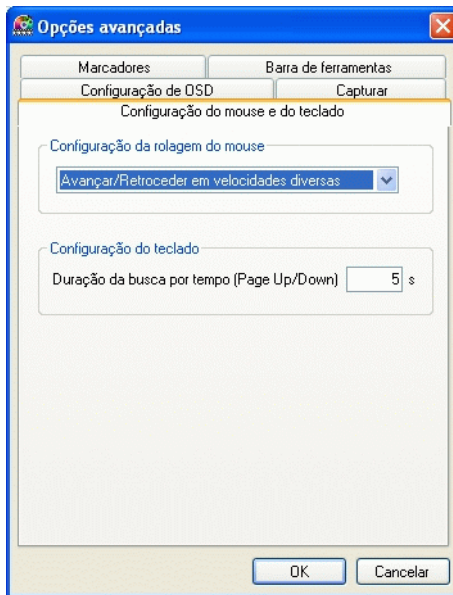 Opções avançadas
Marcadores
Barra de ferramentas
Configuração de OSD
Capturar
Configuração do mouse e do teclado
Configuração da rolagem do mouse
Avançar/Retroceder em velocidades diversas
Configuração do teclado
Duração da busca por tempo (Page Up/Down) 5 s
OK
Cancelar